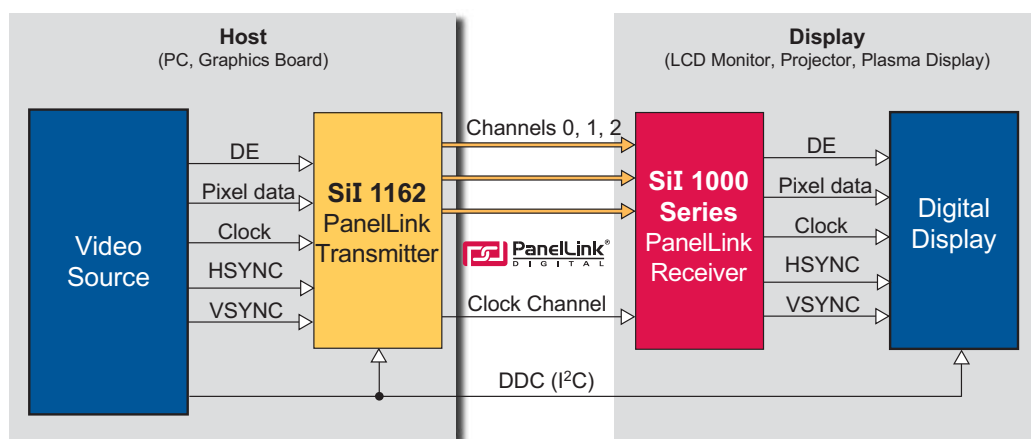 Host
(PC, Graphics Board)
Display
(LCD Monitor, Projector, Plasma Display)
Video
Source
DE
Pixel data
Clock
HSYNC
VSYNC
SiI 1162
PanelLink
Transmitter
Channels 0, 1, 2
PanelLink®
DIGITAL
Clock Channel
SiI 1000
Series
PanelLink
Receiver
DE
Pixel data
Clock
HSYNC
VSYNC
Digital
Display
DDC (I²C)